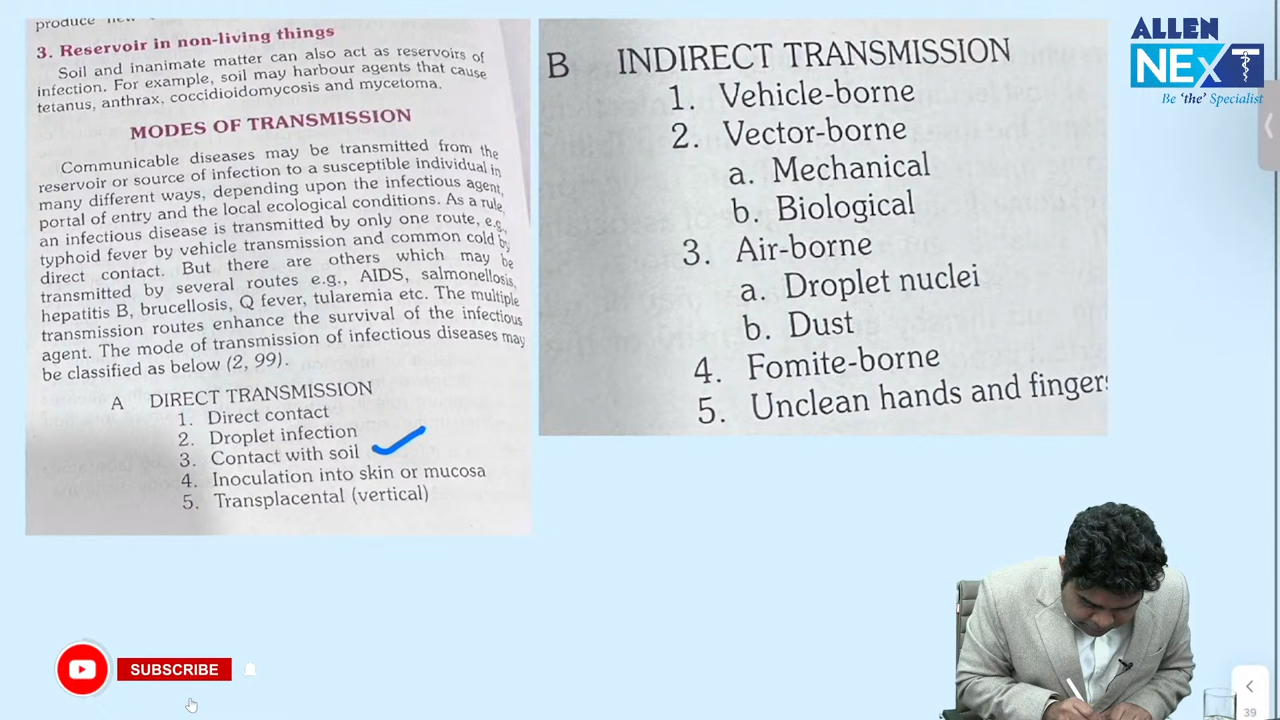 produce new
3. Reservoir in non-living things
Soil and inanimate matter can also act as reservoirs of
infection. For example, soil may harbour agents that cause
tetanus, anthrax, coccidioidomycosis and mycetoma.
MODES OF TRANSMISSION
Communicable diseases may be transmitted from the
reservoir or source of infection to a susceptible individual in
many different ways, depending upon the infectious agent,
portal of entry and the local ecological conditions. As a rule,
an infectious disease is transmitted by only one route, e.g.,
typhoid fever by vehicle transmission and common cold by
direct contact. But there are others which may be
transmitted by several routes e.g., AIDS, salmonellosis,
hepatitis B, brucellosis, Q fever, tularemia etc. The multiple
transmission routes enhance the survival of the infectious
agent. The mode of transmission of infectious diseases may
be classified as below (2, 99).
A DIRECT TRANSMISSION
1. Direct contact
2. Droplet infection
3. Contact with soil
4. Inoculation into skin or mucosa
5. Transplacental (vertical)
B INDIRECT TRANSMISSION
1. Vehicle-borne
2. Vector-borne
a. Mechanical
b. Biological
3. Air-borne
a. Droplet nuclei
b. Dust
4. Fomite-borne
5. Unclean hands and fingers
ALLEN
NEXT
Be 'the' Specialist
SUBSCRIBE
39